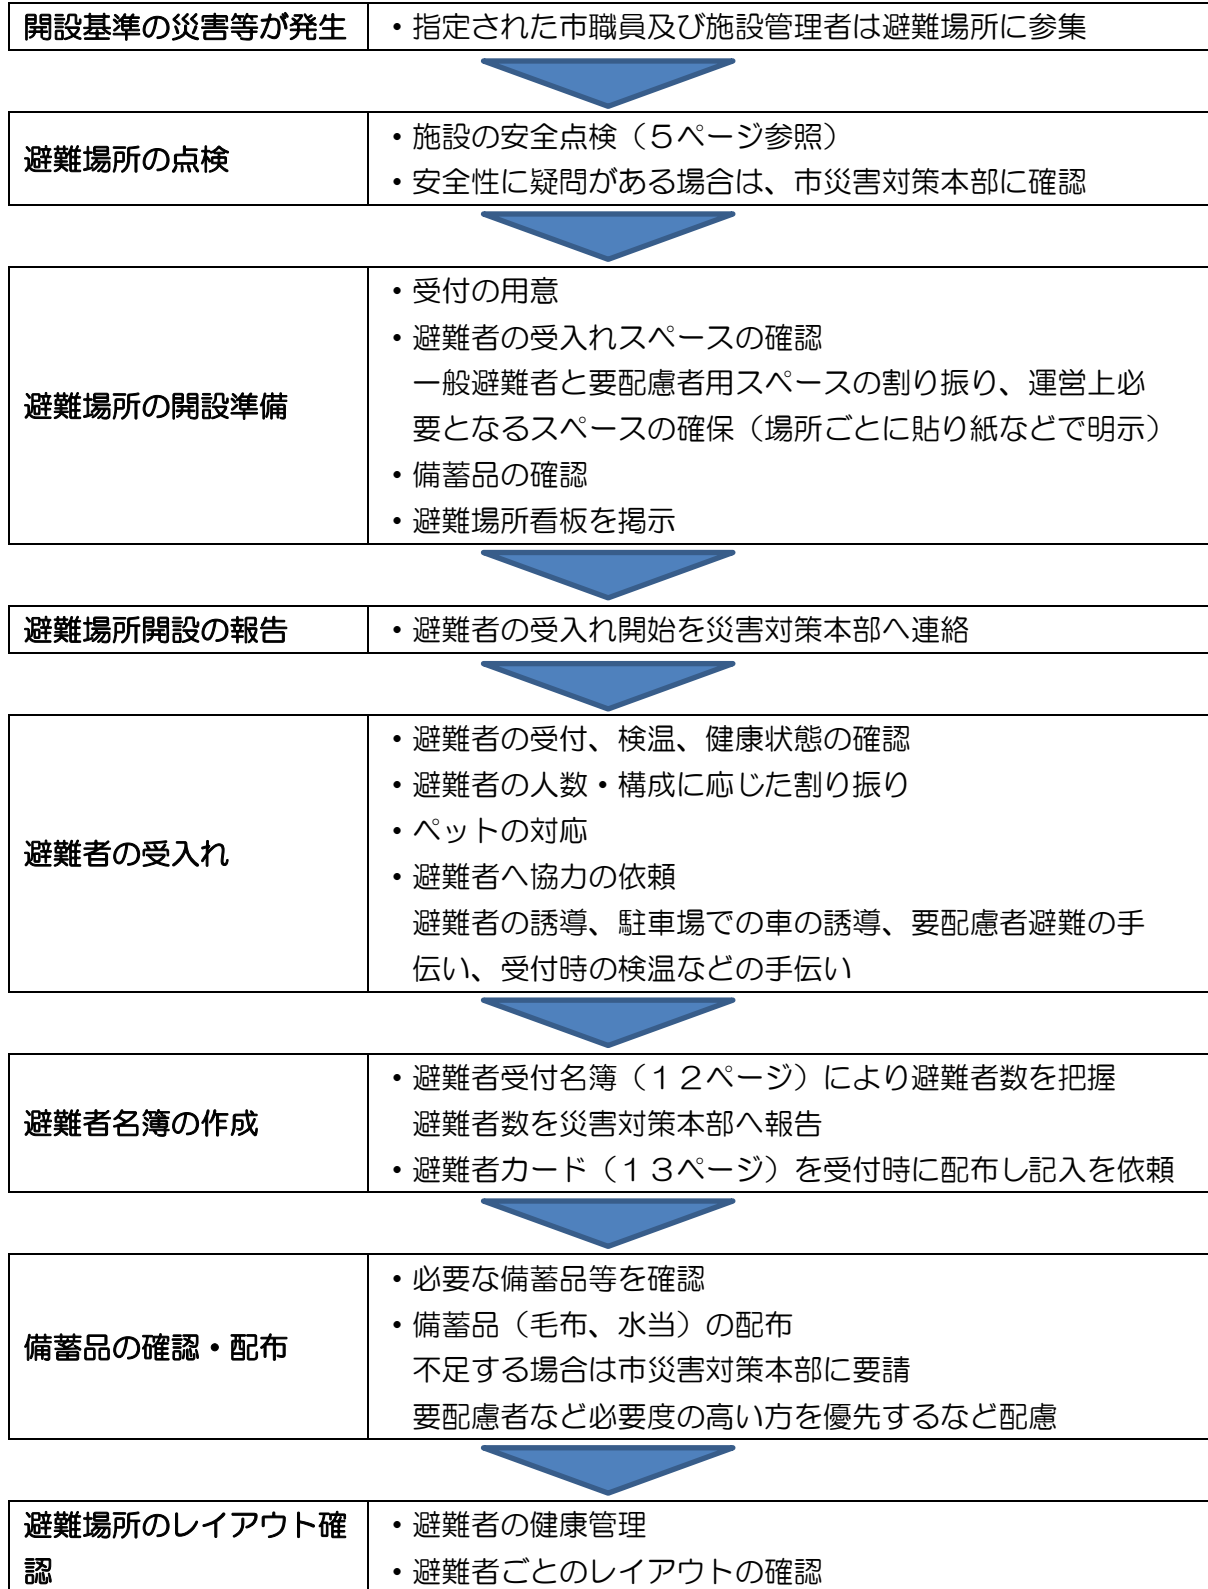 開設基準の災害等が発生
・指定された市職員及び施設管理者は避難場所に参集
避難場所の点検
・施設の安全点検（５ページ参照）
・安全性に疑問がある場合は、市災害対策本部に確認
避難場所の開設準備
・受付の用意
・避難者の受入れスペースの確認
一般避難者と要配慮者用スペースの割り振り、運営上必
要となるスペースの確保（場所ごとに貼り紙などで明示）
・備蓄品の確認
・避難場所看板を掲示
避難場所開設の報告
・避難者の受入れ開始を災害対策本部へ連絡
避難者の受入れ
・避難者の受付、検温、健康状態の確認
・避難者の人数・構成に応じた割り振り
・ペットの対応
・避難者へ協力の依頼
避難者の誘導、駐車場での車の誘導、要配慮者避難の手
伝い、受付時の検温などの手伝い
避難者名簿の作成
・避難者受付名簿（１２ページ）により避難者数を把握
避難者数を災害対策本部へ報告
・避難者カード（１３ページ）を受付時に配布し記入を依頼
備蓄品の確認・配布
・必要な備蓄品等を確認
・備蓄品（毛布、水当）の配布
不足する場合は市災害対策本部に要請
要配慮者など必要度の高い方を優先するなど配慮
避難場所のレイアウト確
認
・避難者の健康管理
・避難者ごとのレイアウトの確認